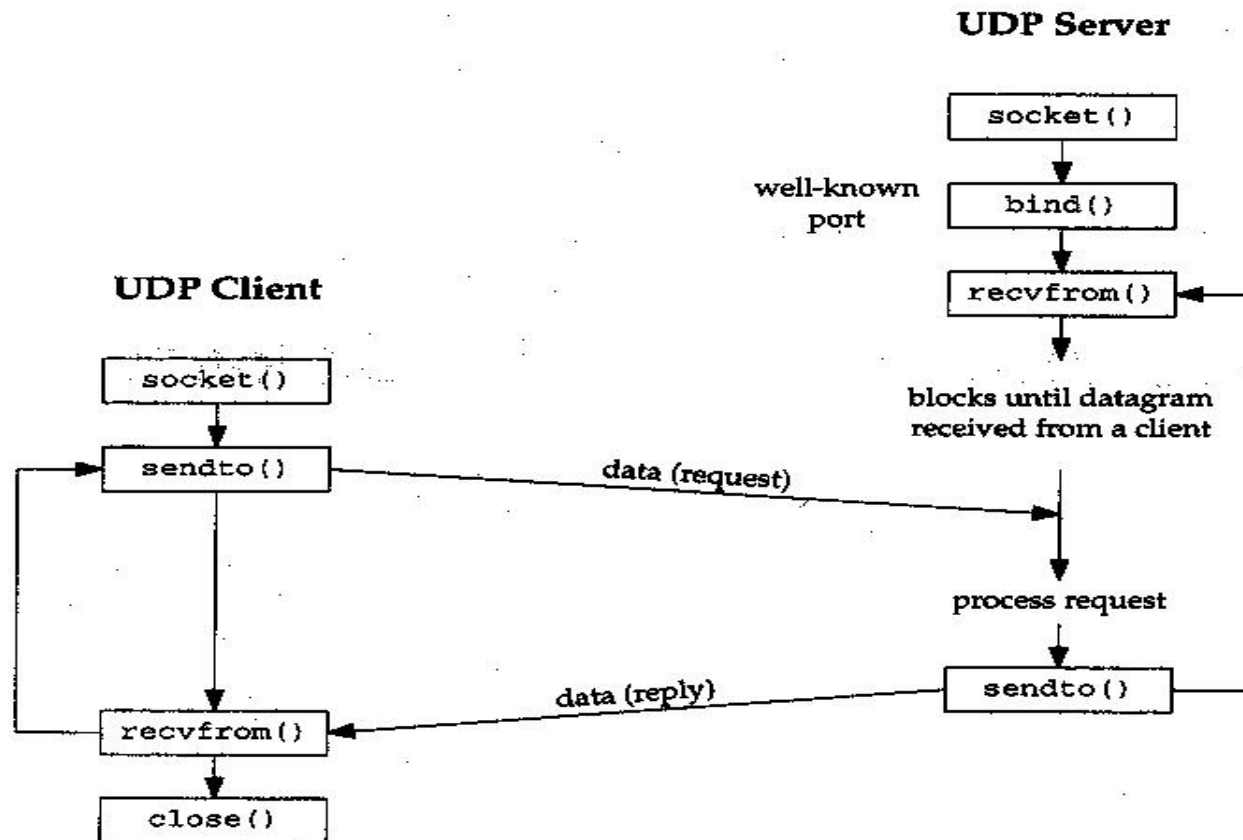 UDP Server
socket()
well-known
port
bind()
recvfrom()
blocks until datagram
received from a client
process request
sendto()
UDP Client
socket()
sendto()
data (request)
data (reply)
recvfrom()
close()